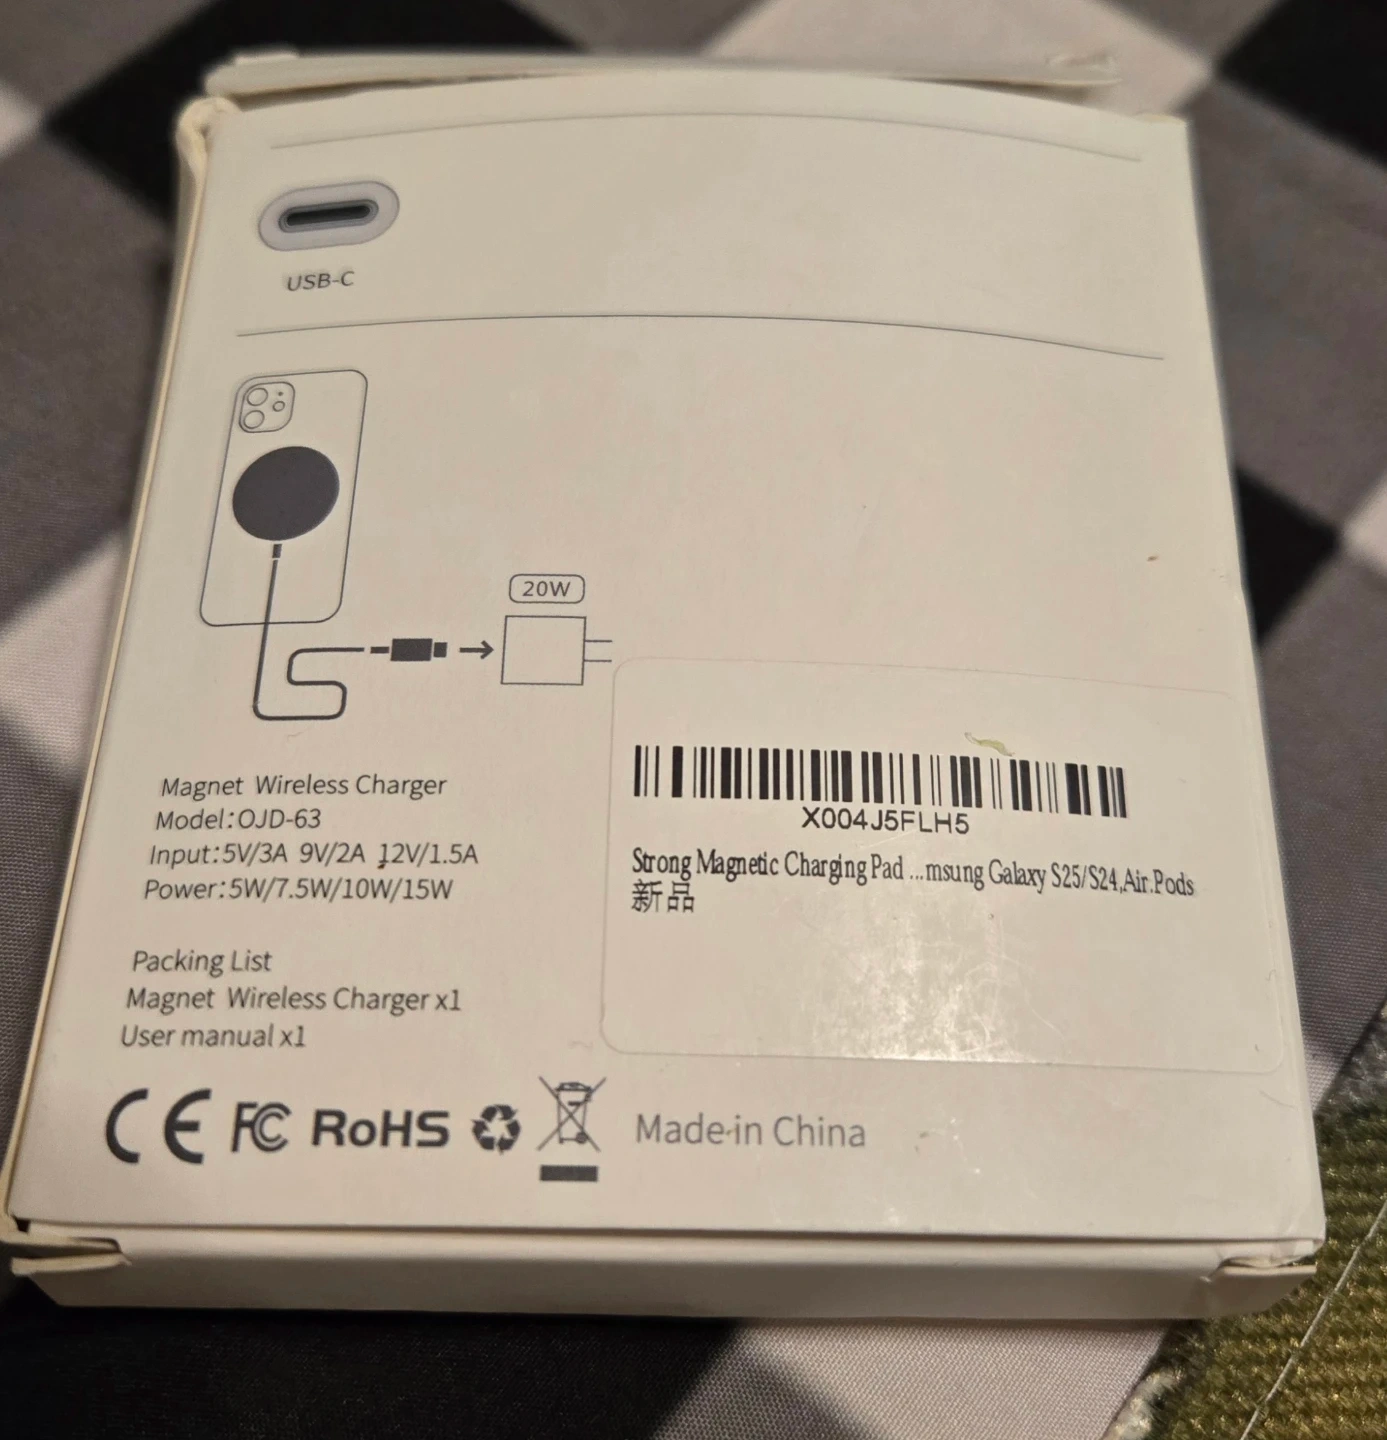 USB-C
20W
Magnet Wireless Charger
Model:OJD-63
Input:5V/3A 9V/2A 12V/1.5A
Power:5W/7.5W/10W/15W
Packing List
Magnet Wireless Charger x1
User manual x1
X004J5FLH5
Strong Magnetic Charging Pad ...msung Galaxy S25/S24,Air.Pods
新品
CE FC RoHS Made in China